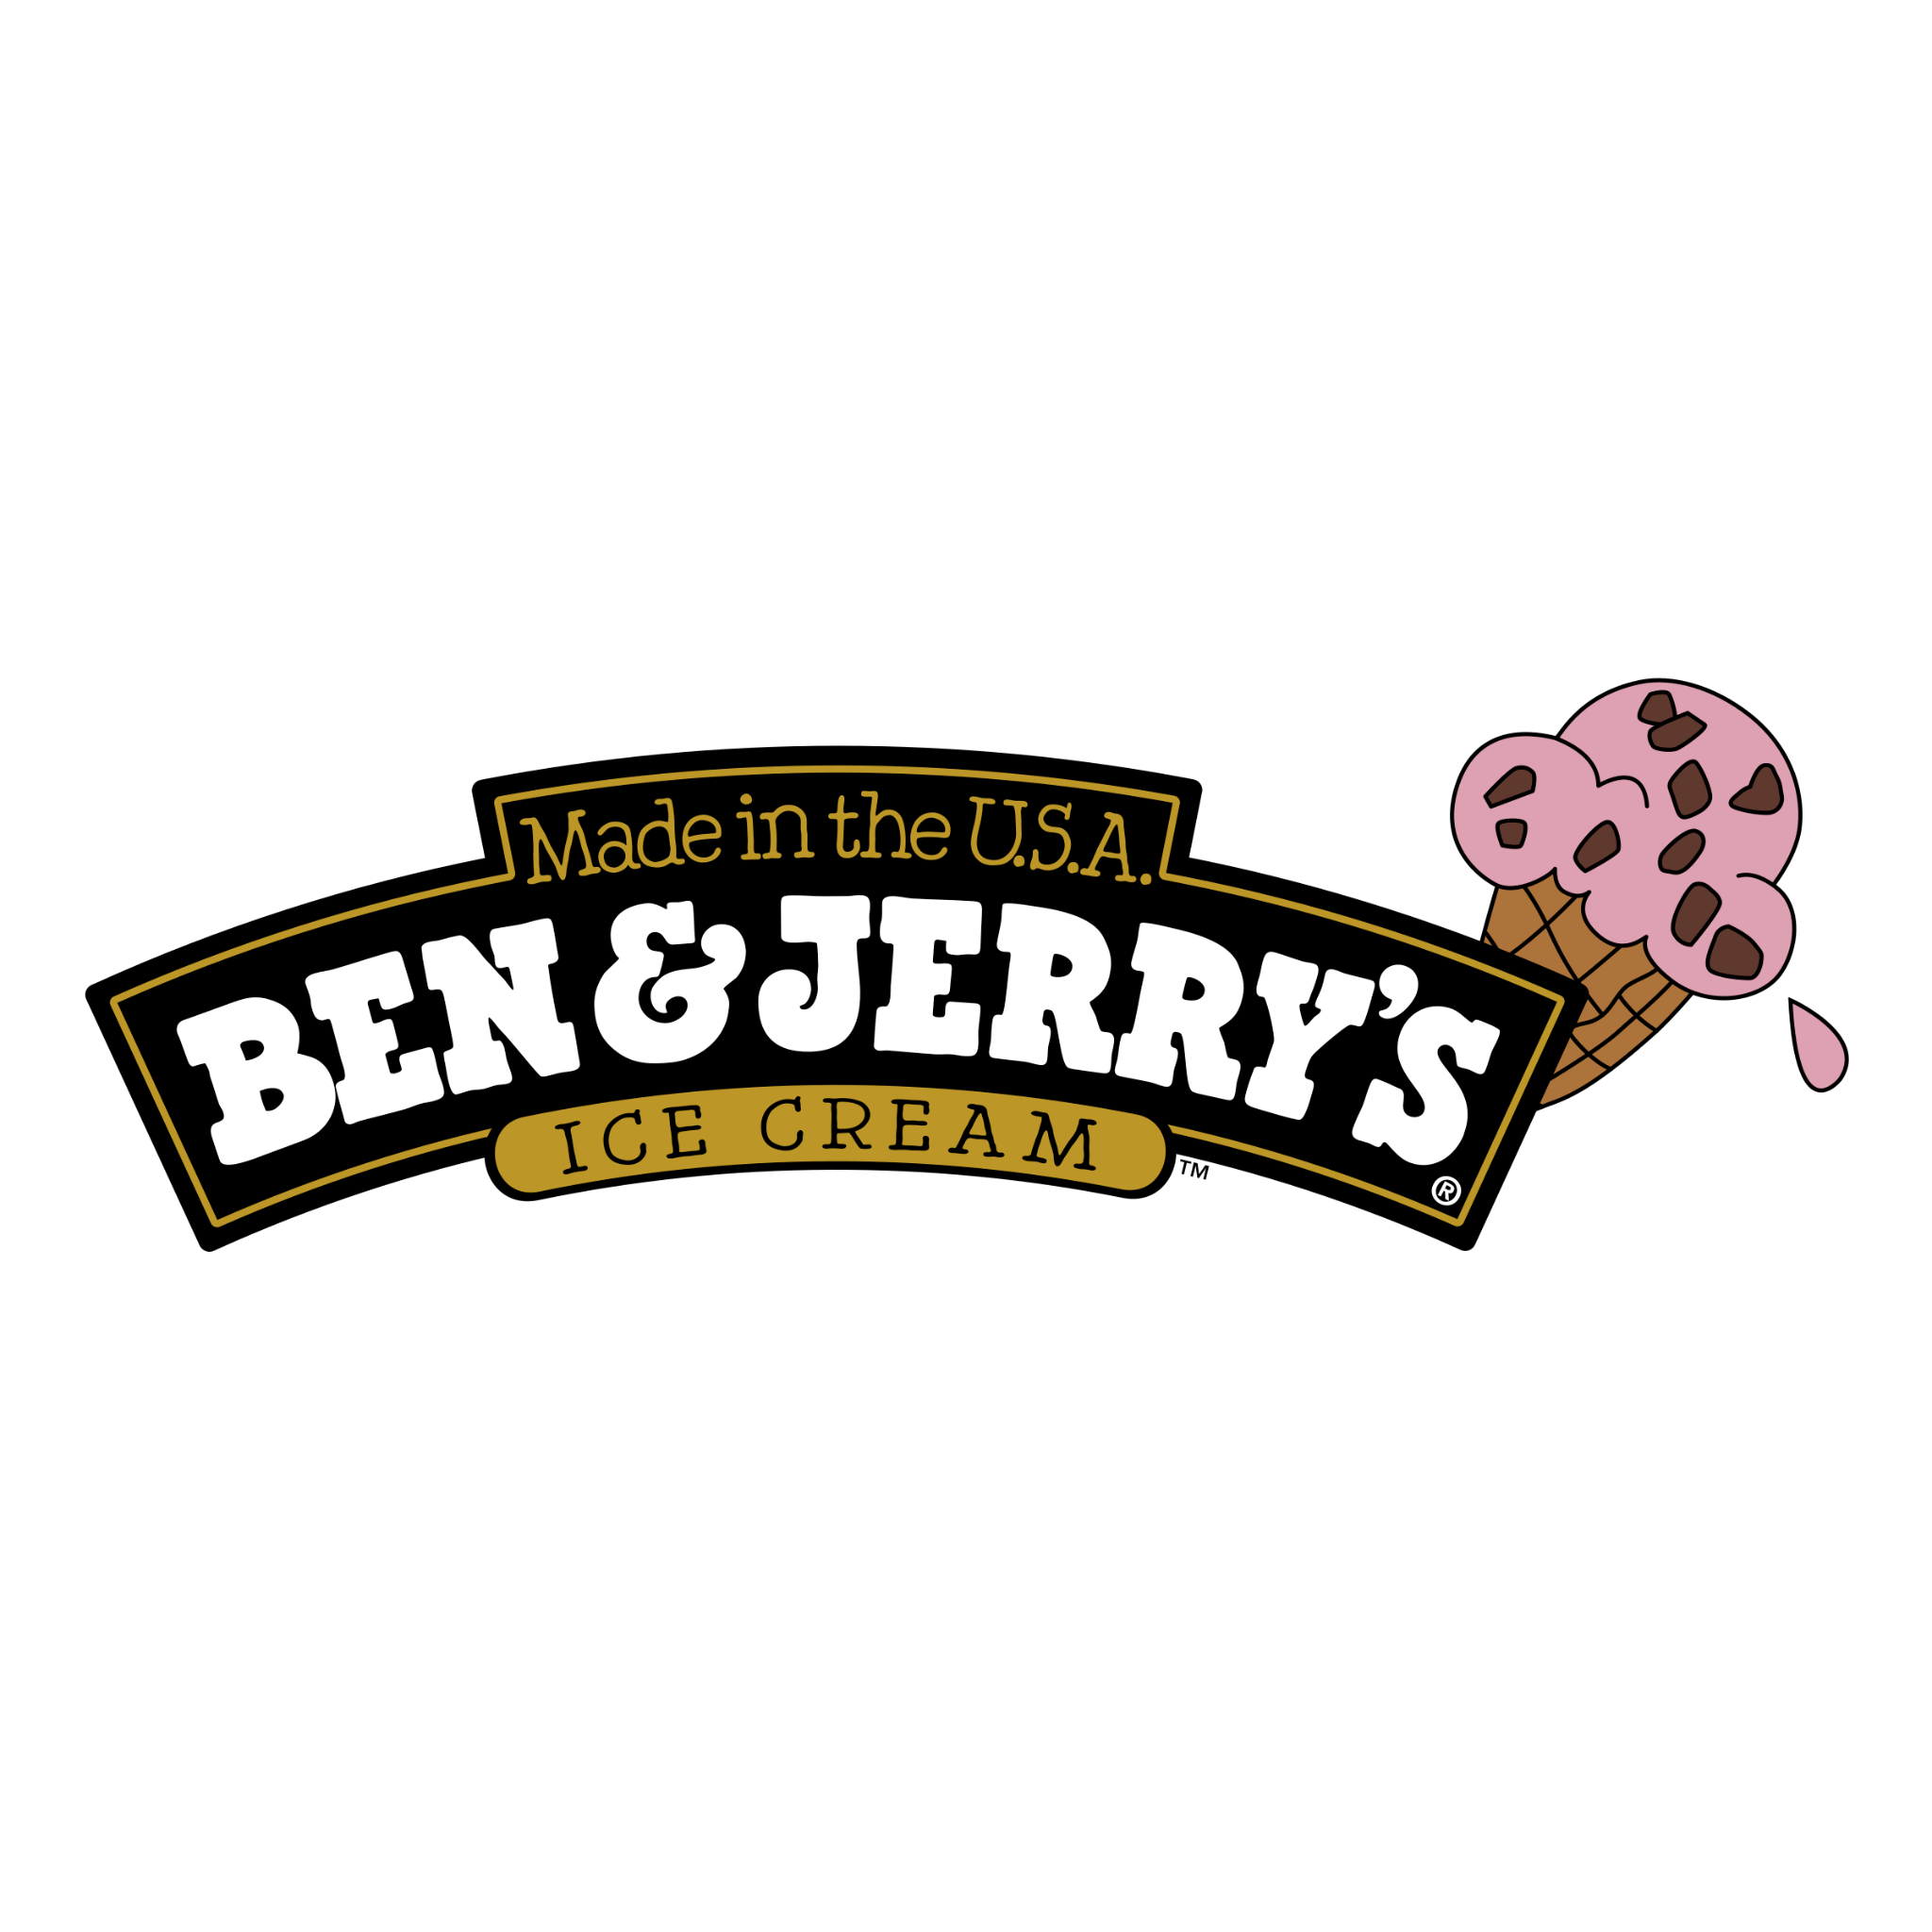 Made in the U.S.A.
BEN & JERRY'S
ICE CREAM
™
®